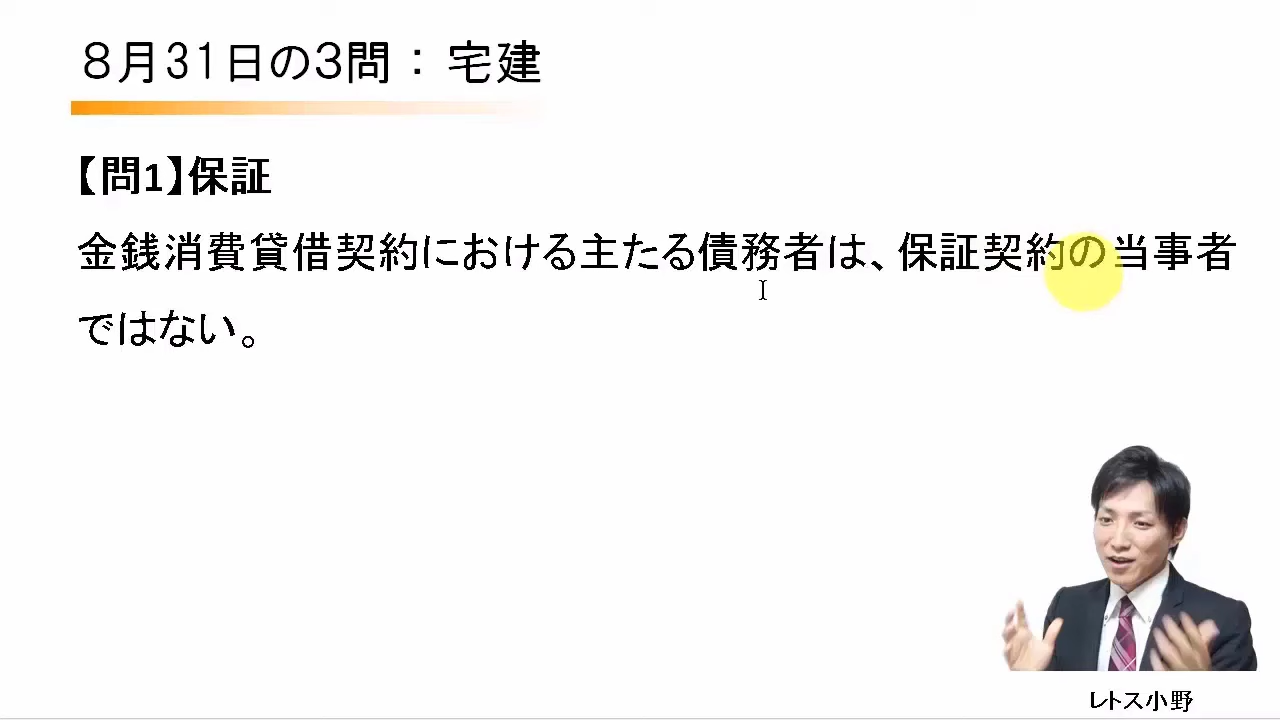 8月31日の3問：宅建
【問1】保証
金銭消費貸借契約における主たる債務者は、保証契約の当事者
ではない。
レトス小野